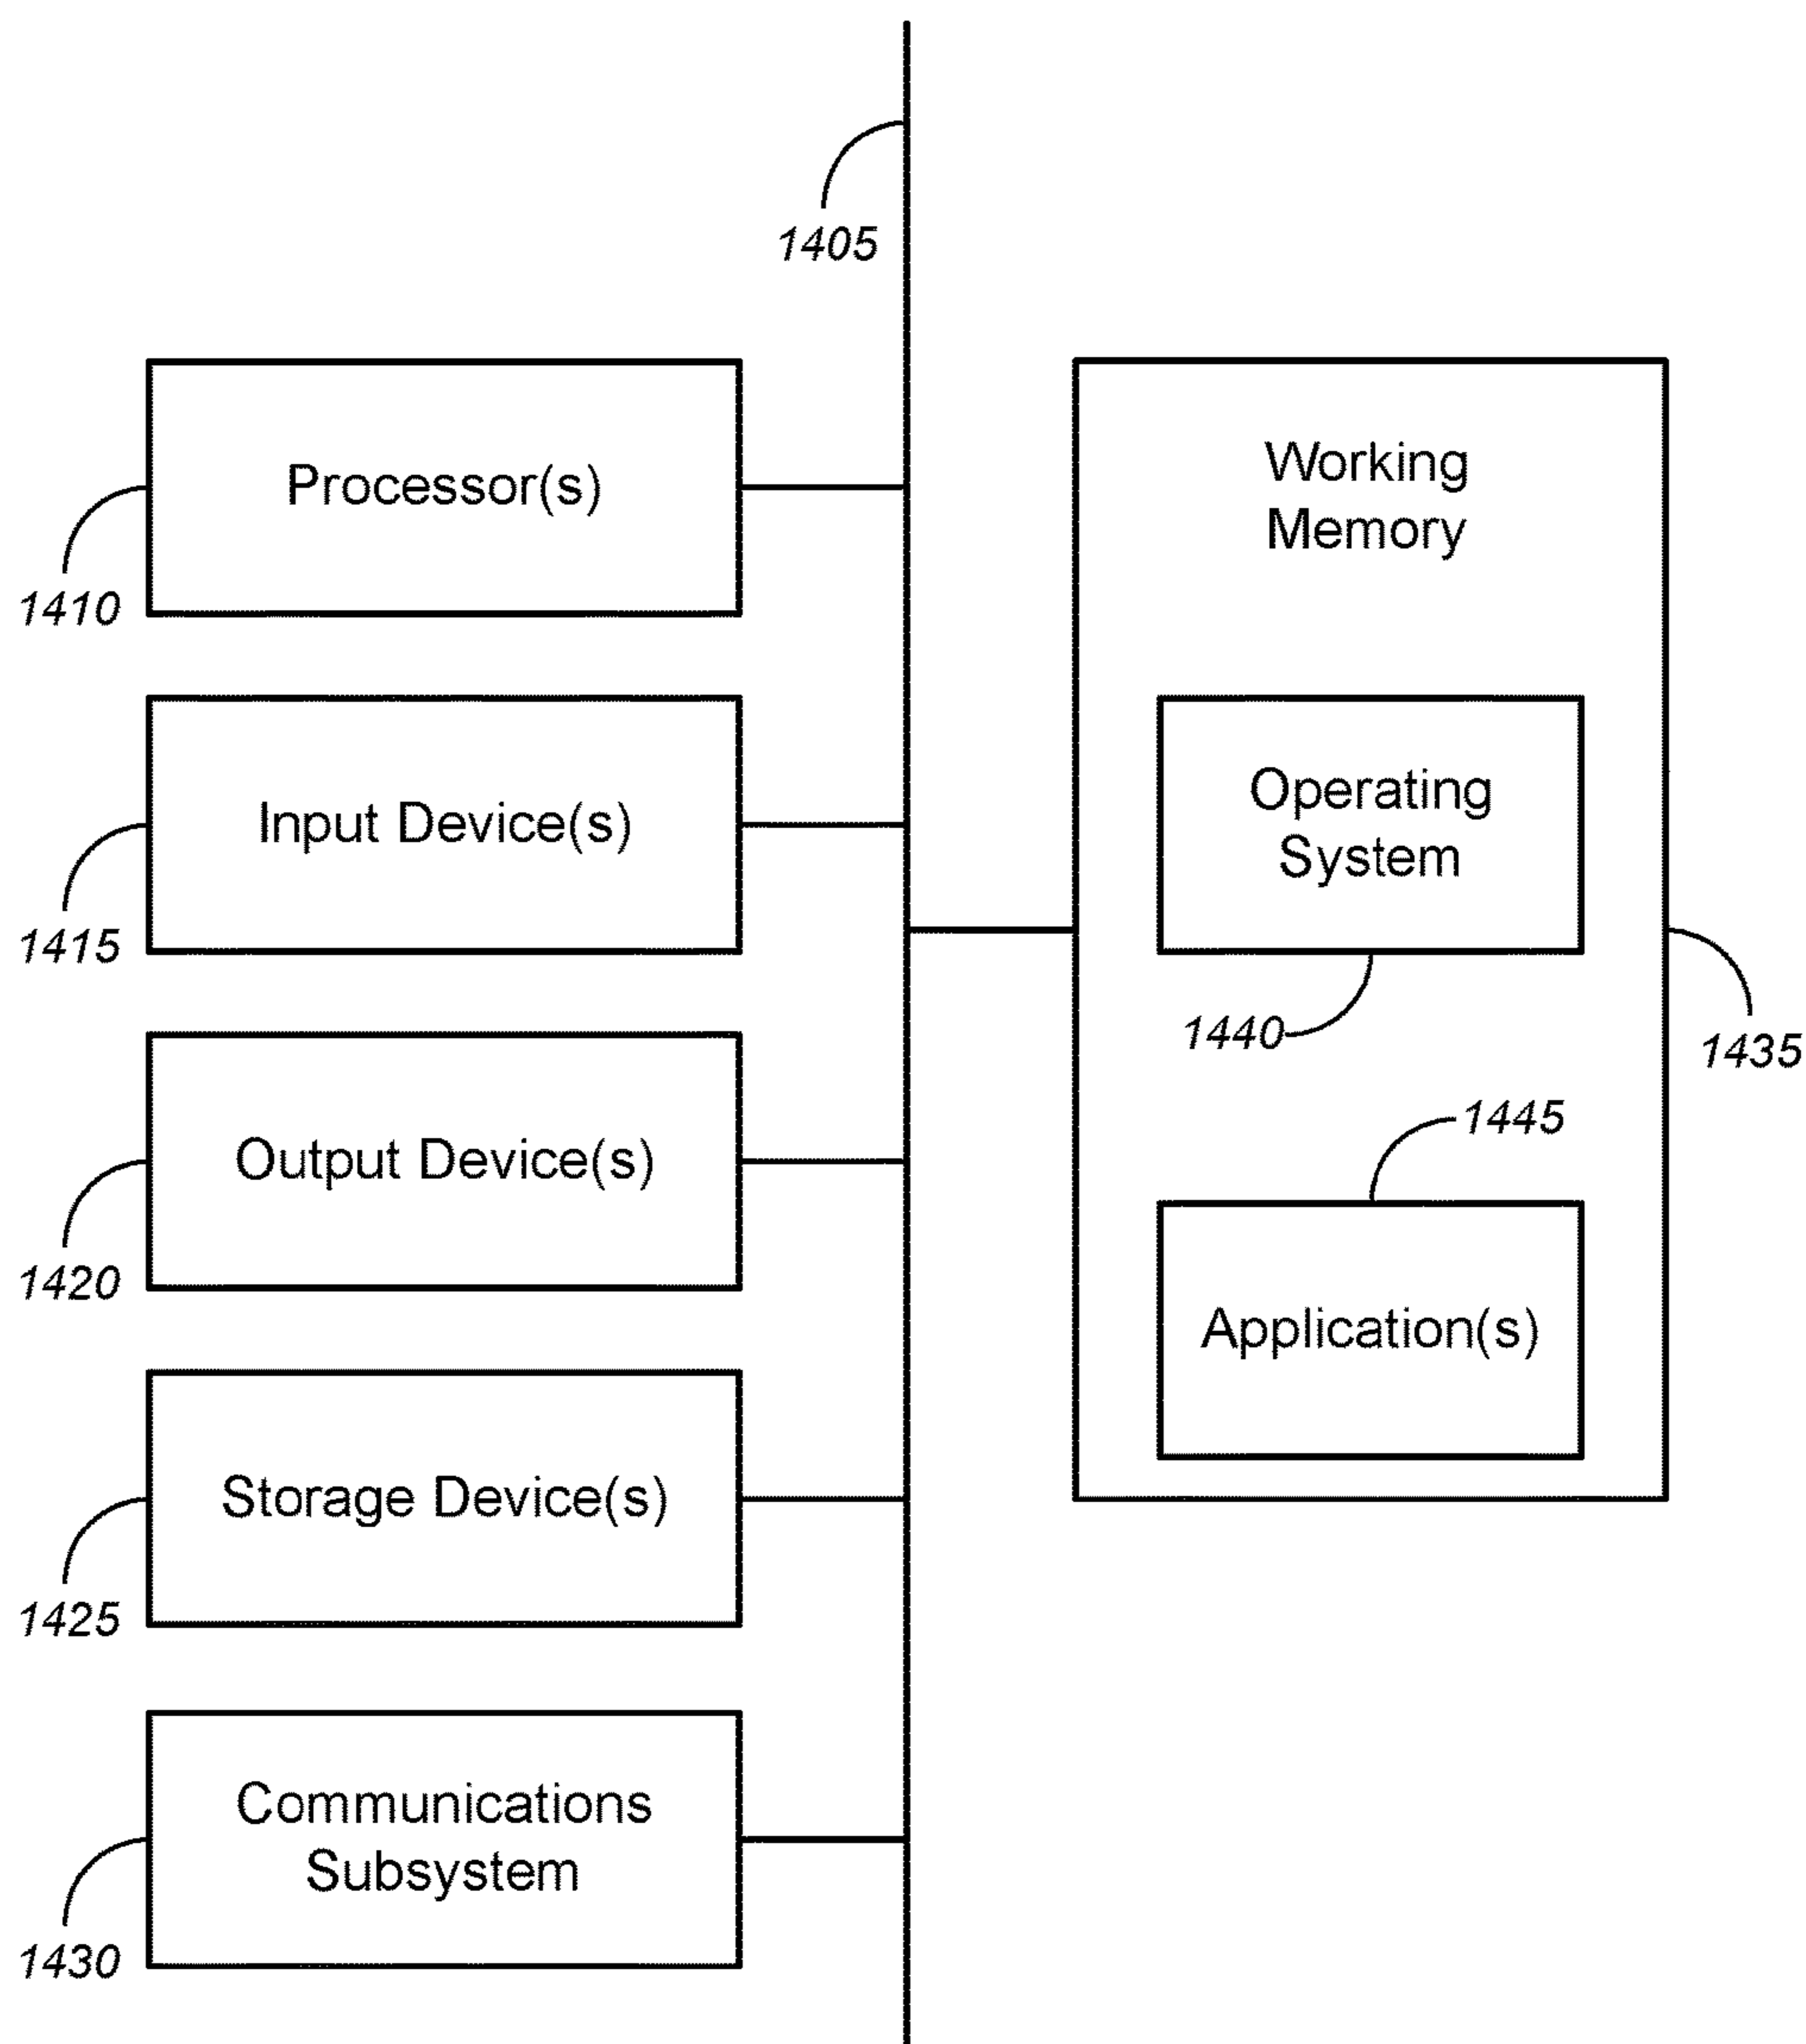 1405
Processor(s)
1410
Input Device(s)
1415
Output Device(s)
1420
Storage Device(s)
1425
Communications
Subsystem
1430
Working
Memory
Operating
System
1440
1435
1445
Application(s)